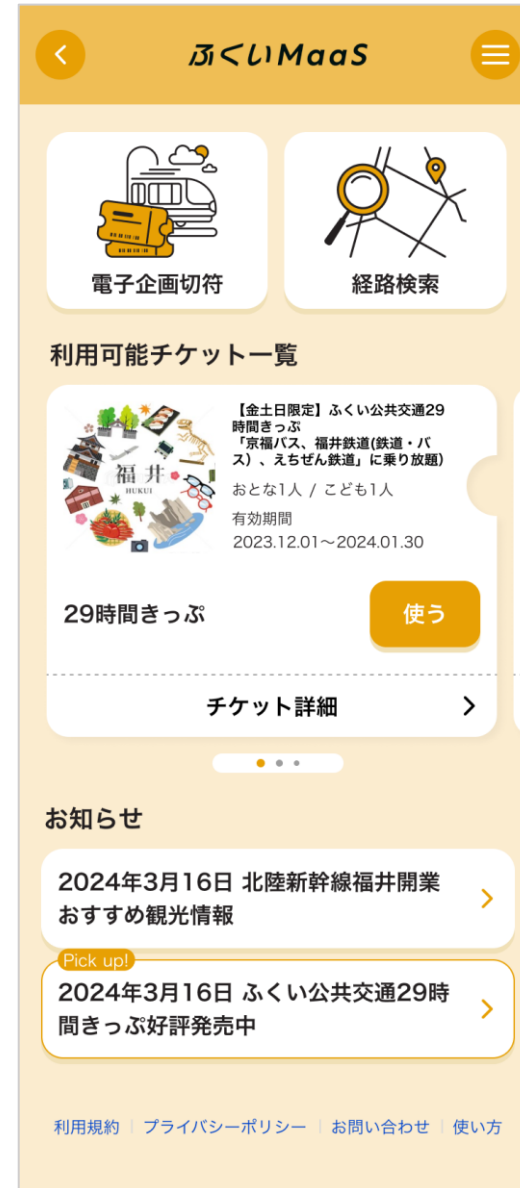 ふくいMaaS
電子企画切符
経路検索
利用可能チケット一覧
福井
HUKUI
【金土日限定】ふくい公共交通29
時間きっぷ
「京福バス、福井鉄道(鉄道・バ
ス）、えちぜん鉄道」に乗り放題）
おとな1人 / こども1人
有効期間
2023.12.01～2024.01.30
29時間きっぷ
使う
チケット詳細
お知らせ
2024年3月16日 北陸新幹線福井開業
おすすめ観光情報
Pick up!
2024年3月16日 ふくい公共交通29時
間きっぷ好評発売中
利用規約 | プライバシーポリシー | お問い合わせ | 使い方